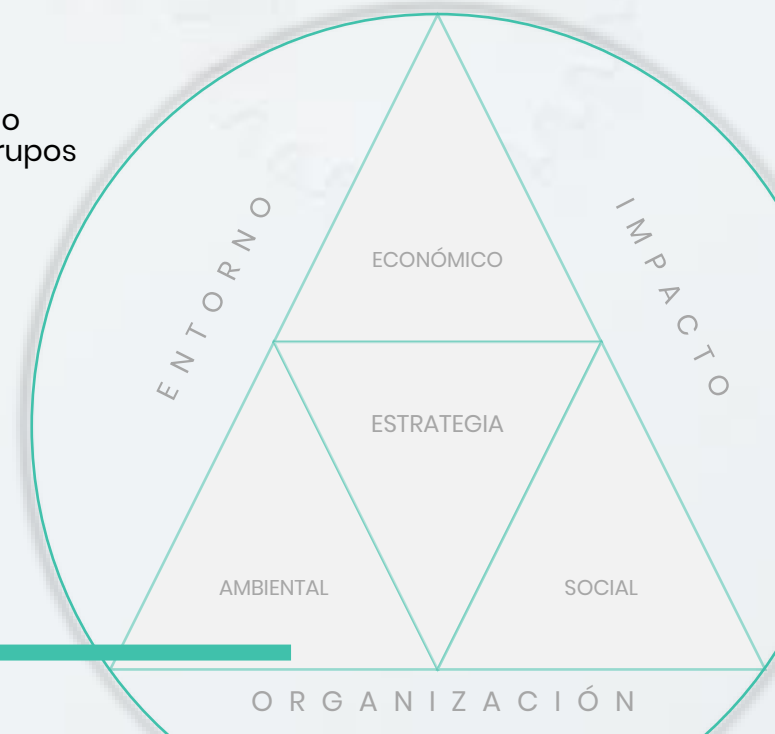 o
rupos
ENTORNO
IMPACTO
ECONÓMICO
ESTRATEGIA
AMBIENTAL
SOCIAL
ORGANIZACIÓN